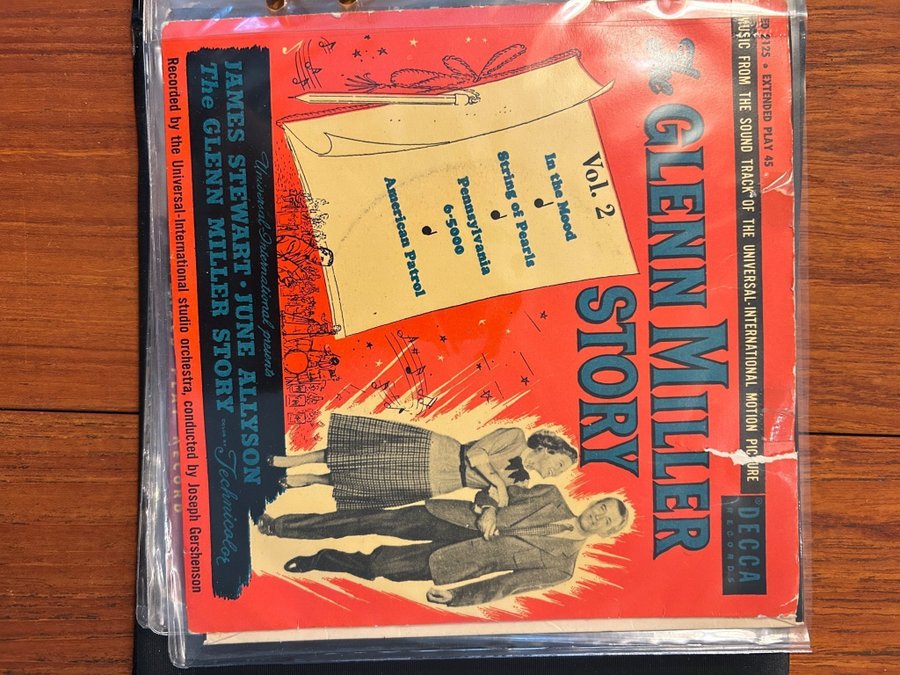 ED 2125 • EXTENDED PLAY 45 •
MUSIC FROM THE SOUND TRACK OF THE UNIVERSAL-INTERNATIONAL MOTION PICTURE
DECCA
RECORDS
The GLENN MILLER
STORY
Vol. 2
In the Mood
String of Pearls
Pennsylvania
6-5000
American Patrol
Universal-International presents
JAMES STEWART · JUNE ALLYSON
The GLENN MILLER STORY COLOR BY Technicolor
Recorded by the Universal-International studio orchestra, conducted by Joseph Gershenson
RECORD